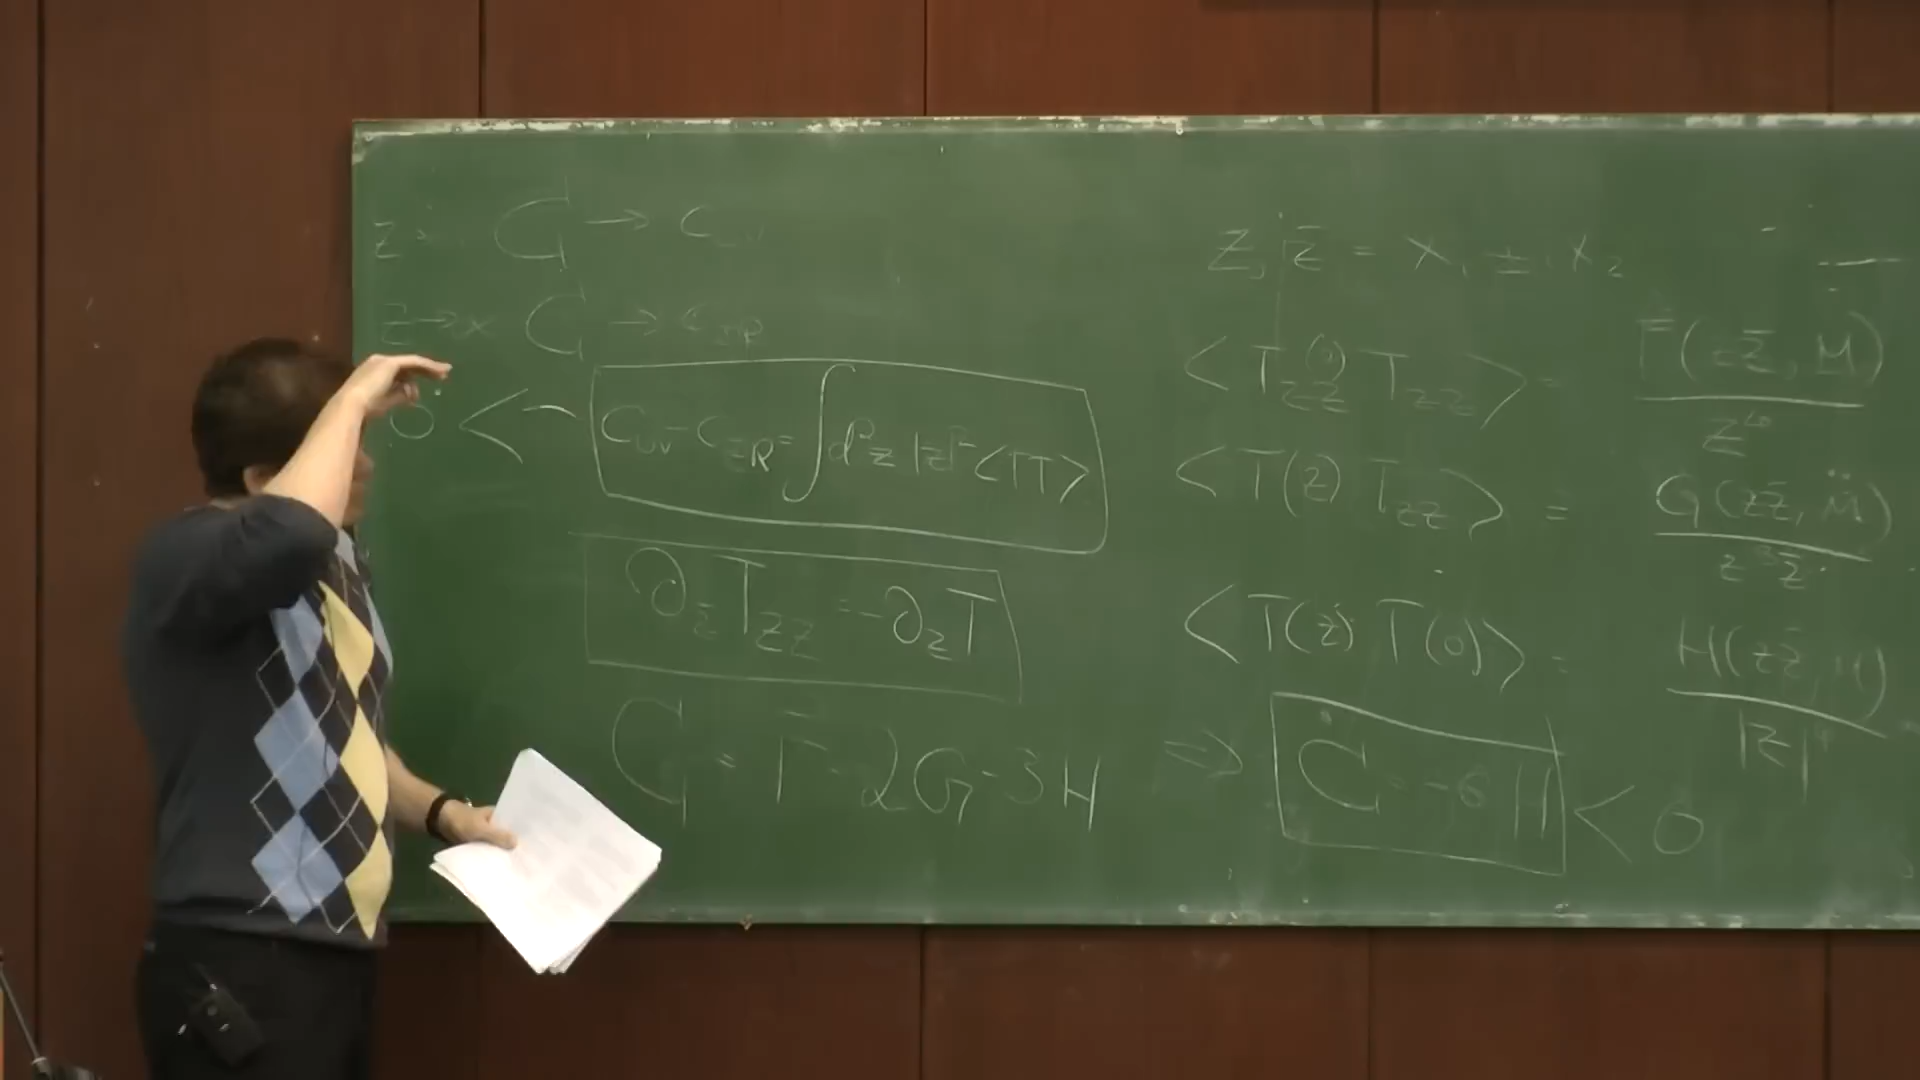 z → C → C_UV
z → ∞ C → C_IR
0 < C_UV - C_IR = ∫ d²z |z|² <TT>
∂_z̄ T_zz = -∂_z T
C = F - 2G - 3H ⇒ Ċ = -6 H < 0
z, z̄ = x₁ ± i x₂
<T_zz(z) T_zz> = F(zz̄, M) / z⁴
<T(z) T_zz> = G(zz̄, M) / z³z̄
<T(z) T(0)> = H(zz̄, M) / |z|⁴